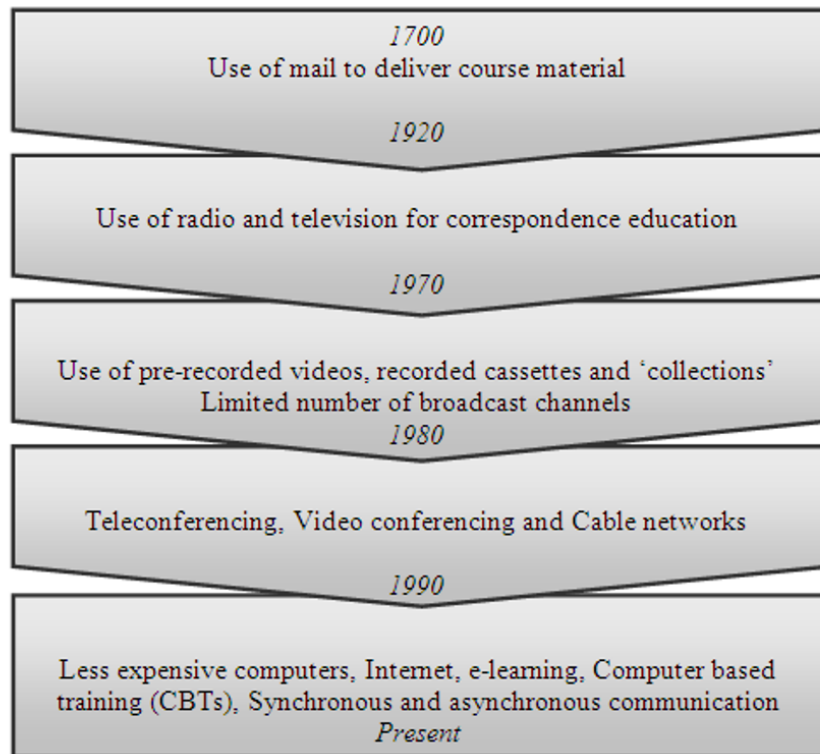 1700
Use of mail to deliver course material
1920
Use of radio and television for correspondence education
1970
Use of pre-recorded videos, recorded cassettes and ‘collections’
Limited number of broadcast channels
1980
Teleconferencing, Video conferencing and Cable networks
1990
Less expensive computers, Internet, e-learning, Computer based
training (CBTs), Synchronous and asynchronous communication
Present